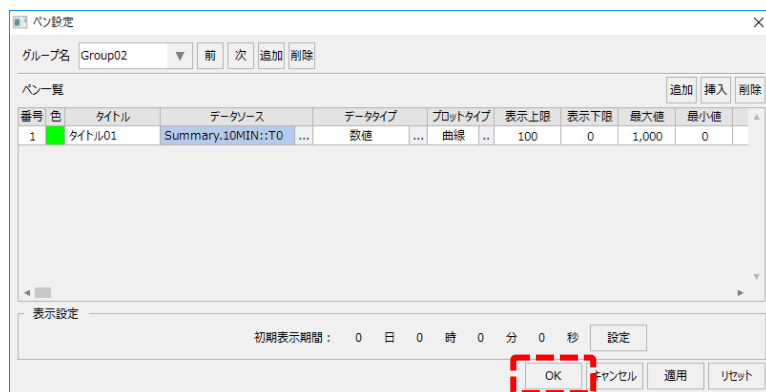 ペン設定
グループ名 Group02 前 次 追加 削除
ペン一覧 追加 挿入 削除
番号 色 タイトル データソース データタイプ プロットタイプ 表示上限 表示下限 最大値 最小値
1 タイトル01 Summary.10MIN::T0 ... 数値 ... 曲線 .. 100 0 1,000 0
表示設定
初期表示期間： 0 日 0 時 0 分 0 秒 設定
OK キャンセル 適用 リセット